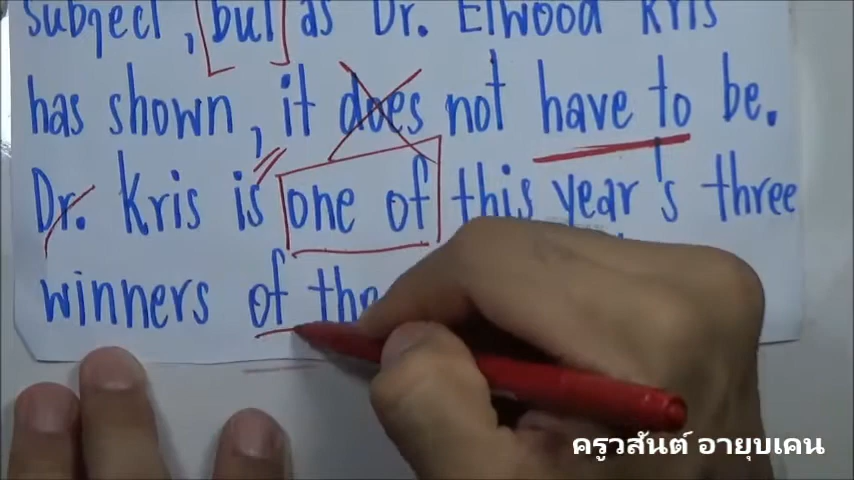 subject, but as Dr. Elwood Kris
has shown, it does not have to be.
Dr. Kris is one of this year's three
winners of the
ครูวสันต์ อายุบเคน